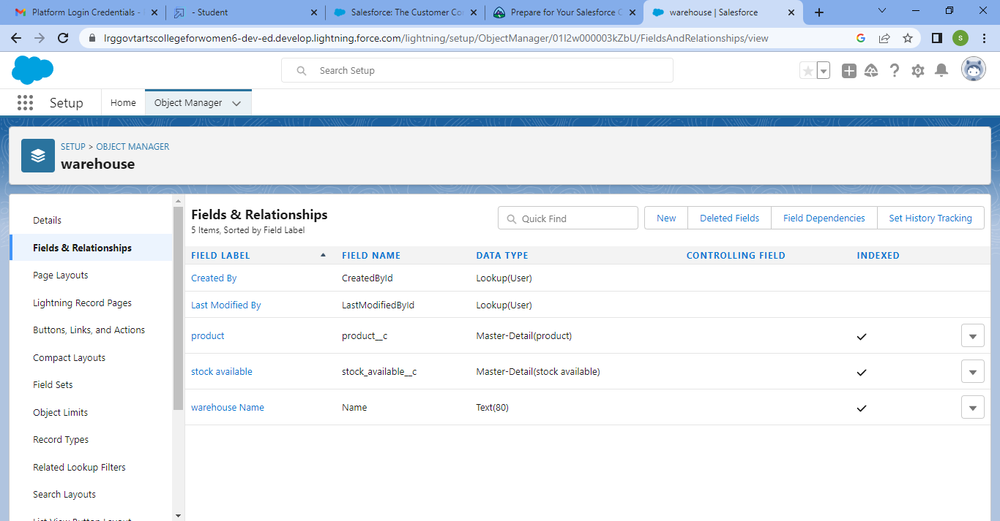 Platform Login Credentials -
- Student
Salesforce: The Customer Co
Prepare for Your Salesforce C
warehouse | Salesforce
lrggovtartscollegeforwomen6-dev-ed.develop.lightning.force.com/lightning/setup/ObjectManager/01I2w000003kZbU/FieldsAndRelationships/view
S
Search Setup
Setup
Home
Object Manager
SETUP > OBJECT MANAGER
warehouse
Details
Fields & Relationships
Page Layouts
Lightning Record Pages
Buttons, Links, and Actions
Compact Layouts
Field Sets
Object Limits
Record Types
Related Lookup Filters
Search Layouts
List View Button Layout
Fields & Relationships
5 Items, Sorted by Field Label
Quick Find
New
Deleted Fields
Field Dependencies
Set History Tracking
FIELD LABEL FIELD NAME DATA TYPE CONTROLLING FIELD INDEXED
Created By CreatedById Lookup(User)
Last Modified By LastModifiedById Lookup(User)
product product__c Master-Detail(product)
stock available stock_available__c Master-Detail(stock available)
warehouse Name Name Text(80)